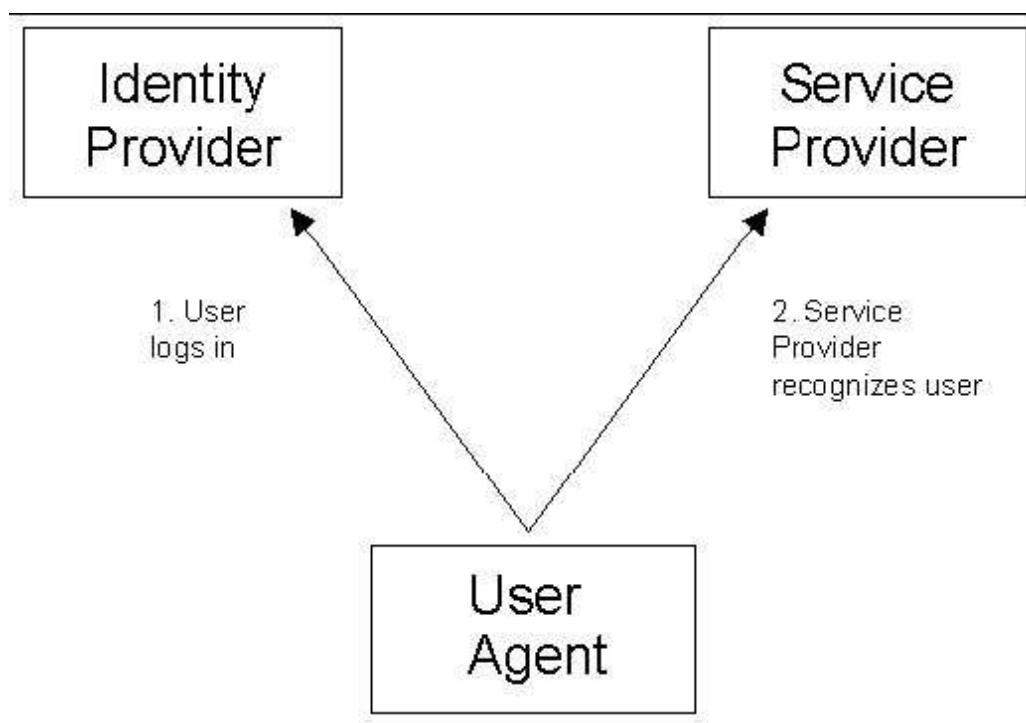 Identity
Provider
Service
Provider
1. User
logs in
2. Service
Provider
recognizes user
User
Agent